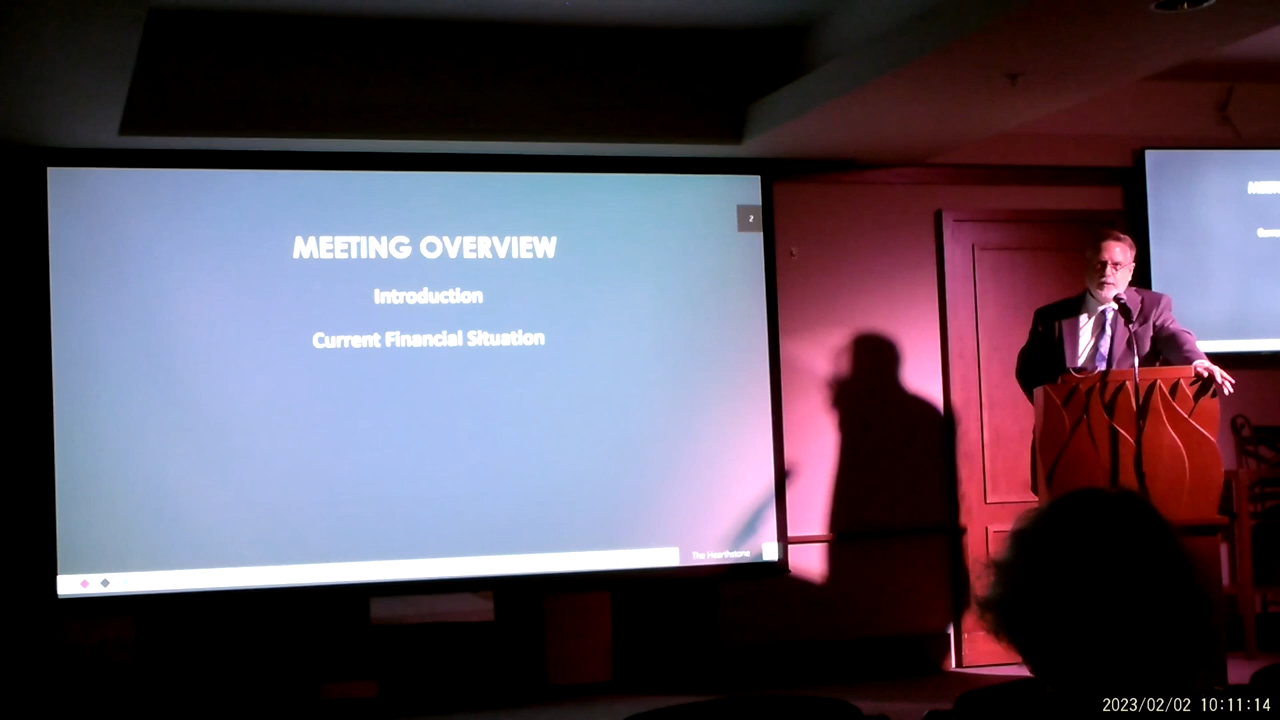 MEETING OVERVIEW
2
Introduction
Current Financial Situation
The Hearthstone
2023/02/02 10:11:14